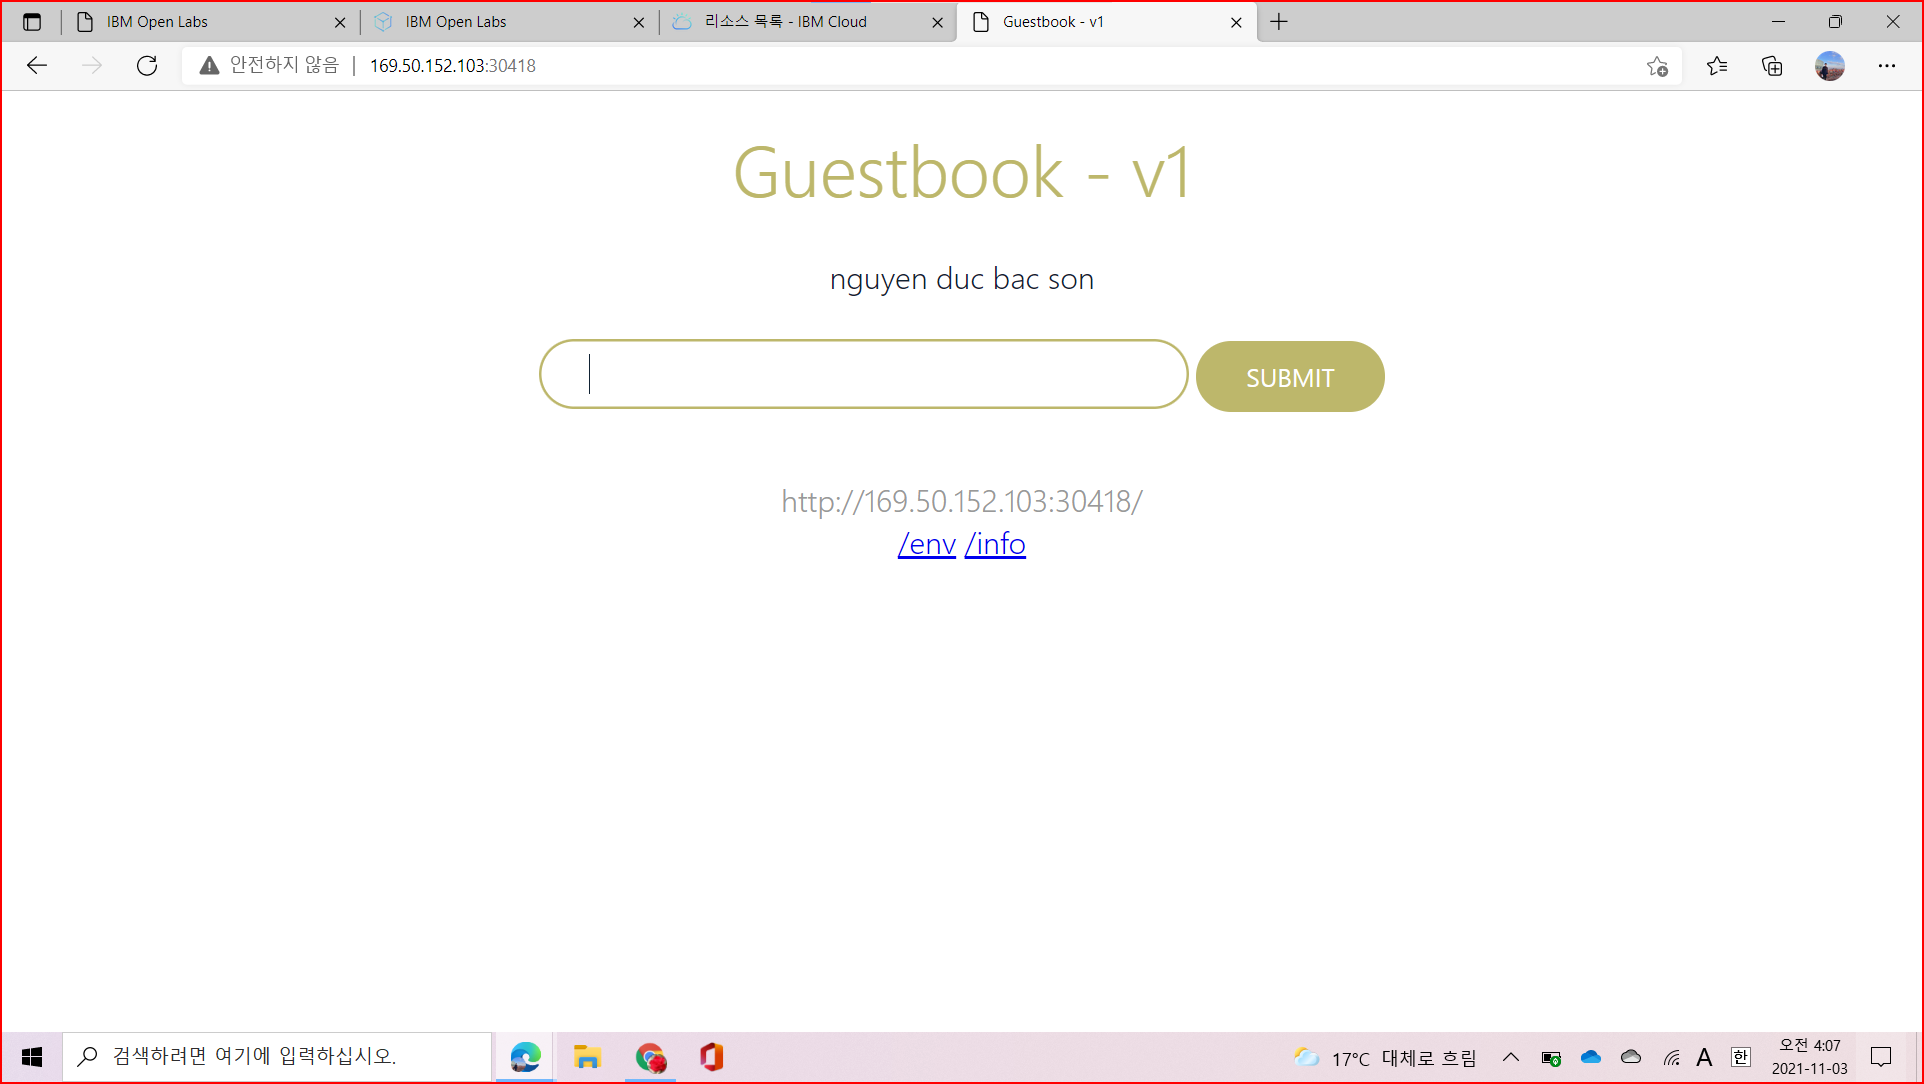 IBM Open Labs
IBM Open Labs
리소스 목록 - IBM Cloud
Guestbook - v1
안전하지 않음 | 169.50.152.103:30418
Guestbook - v1
nguyen duc bac son
SUBMIT
http://169.50.152.103:30418/
/env /info
검색하려면 여기에 입력하십시오.
17°C 대체로 흐림
A
한
오전 4:07
2021-11-03